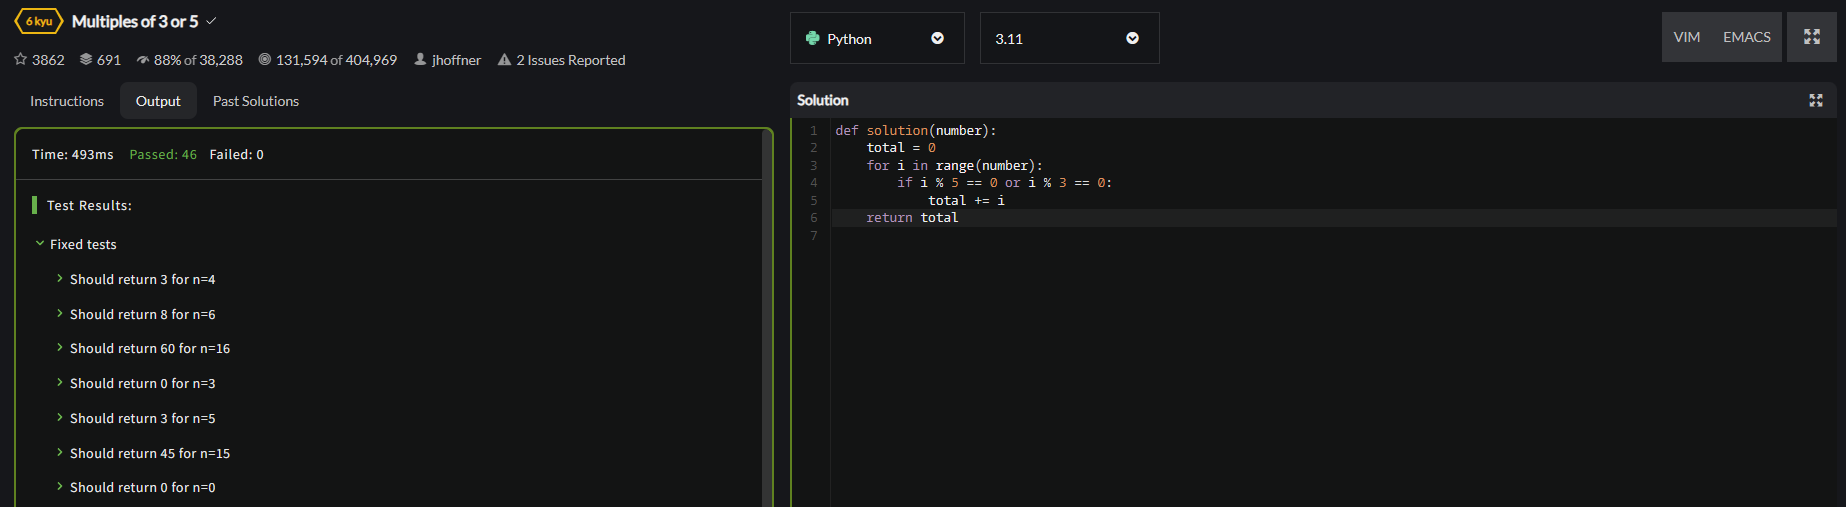 6 kyu Multiples of 3 or 5
3862 691 88% of 38,288 131,594 of 404,969 jhoffner 2 Issues Reported
Instructions Output Past Solutions
Time: 493ms Passed: 46 Failed: 0
Test Results:
Fixed tests
Should return 3 for n=4
Should return 8 for n=6
Should return 60 for n=16
Should return 0 for n=3
Should return 3 for n=5
Should return 45 for n=15
Should return 0 for n=0
Python 3.11 VIM EMACS
Solution
1 def solution(number):
2 total = 0
3 for i in range(number):
4 if i % 5 == 0 or i % 3 == 0:
5 total += i
6 return total
7